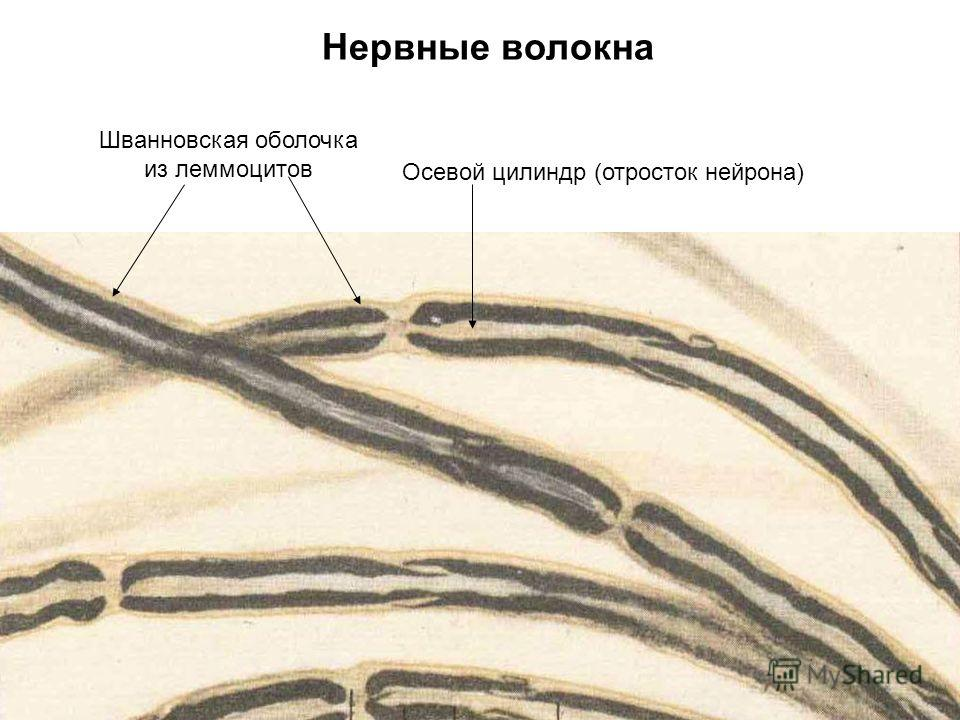 Нервные волокна
Шванновская оболочка
из леммоцитов
Осевой цилиндр (отросток нейрона)
MyShared